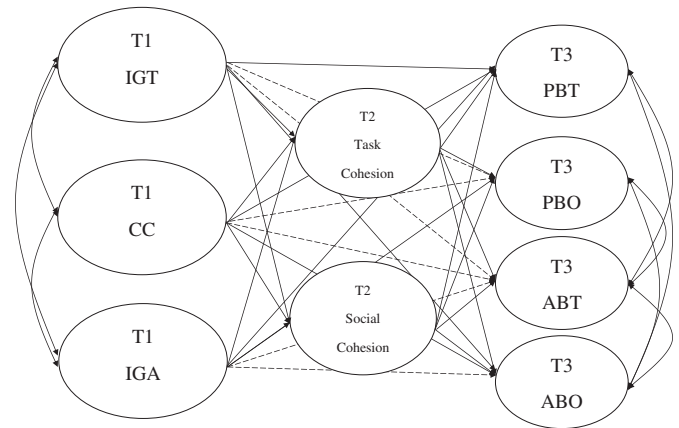 T1
IGT
T1
CC
T1
IGA
T2
Task
Cohesion
T2
Social
Cohesion
T3
PBT
T3
PBO
T3
ABT
T3
ABO